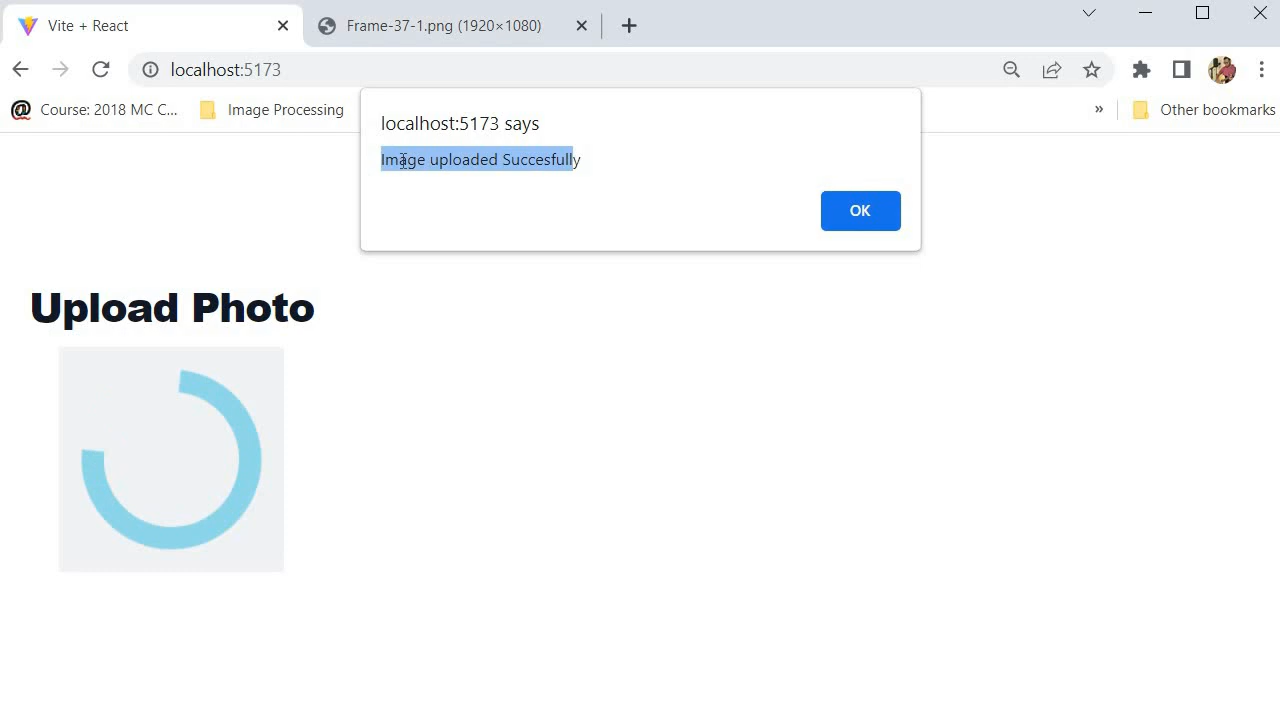 Vite + React
Frame-37-1.png (1920×1080)
localhost:5173
Course: 2018 MC C...
Image Processing
»
Other bookmarks
localhost:5173 says
Image uploaded Succesfully
OK
Upload Photo